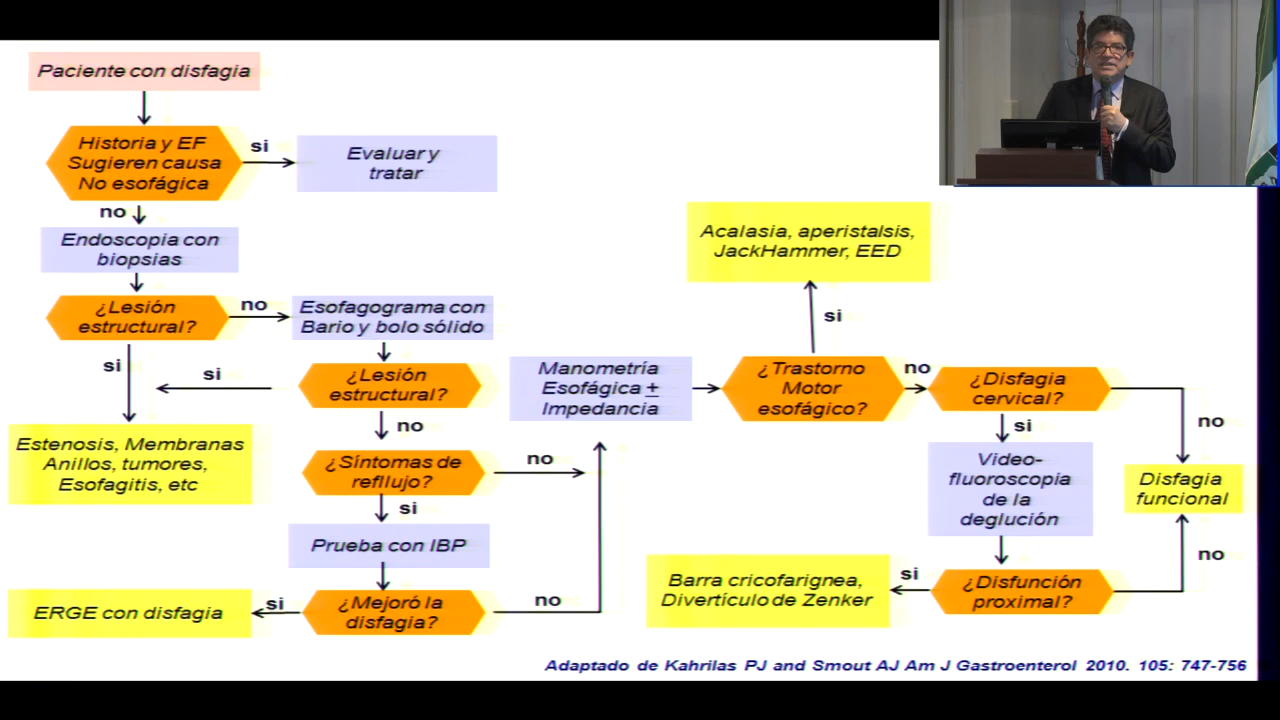 Paciente con disfagia
Historia y EF
Sugieren causa
No esofágica
si
Evaluar y
tratar
no
Endoscopia con
biopsias
¿Lesión
estructural?
no
Esofagograma con
Bario y bolo sólido
si
¿Lesión
estructural?
si
no
Estenosis, Membranas
Anillos, tumores,
Esofagitis, etc
¿Síntomas de
refllujo?
no
si
Prueba con IBP
¿Mejoró la
disfagia?
si
ERGE con disfagia
no
Manometría
Esofágica ±
Impedancia
¿Trastorno
Motor
esofágico?
si
Acalasia, aperistalsis,
JackHammer, EED
no
¿Disfagia
cervical?
no
si
Video-
fluoroscopia
de la
deglución
Disfagia
funcional
¿Disfunción
proximal?
no
si
Barra cricofarignea,
Divertículo de Zenker
Adaptado de Kahrilas PJ and Smout AJ Am J Gastroenterol 2010. 105: 747-756